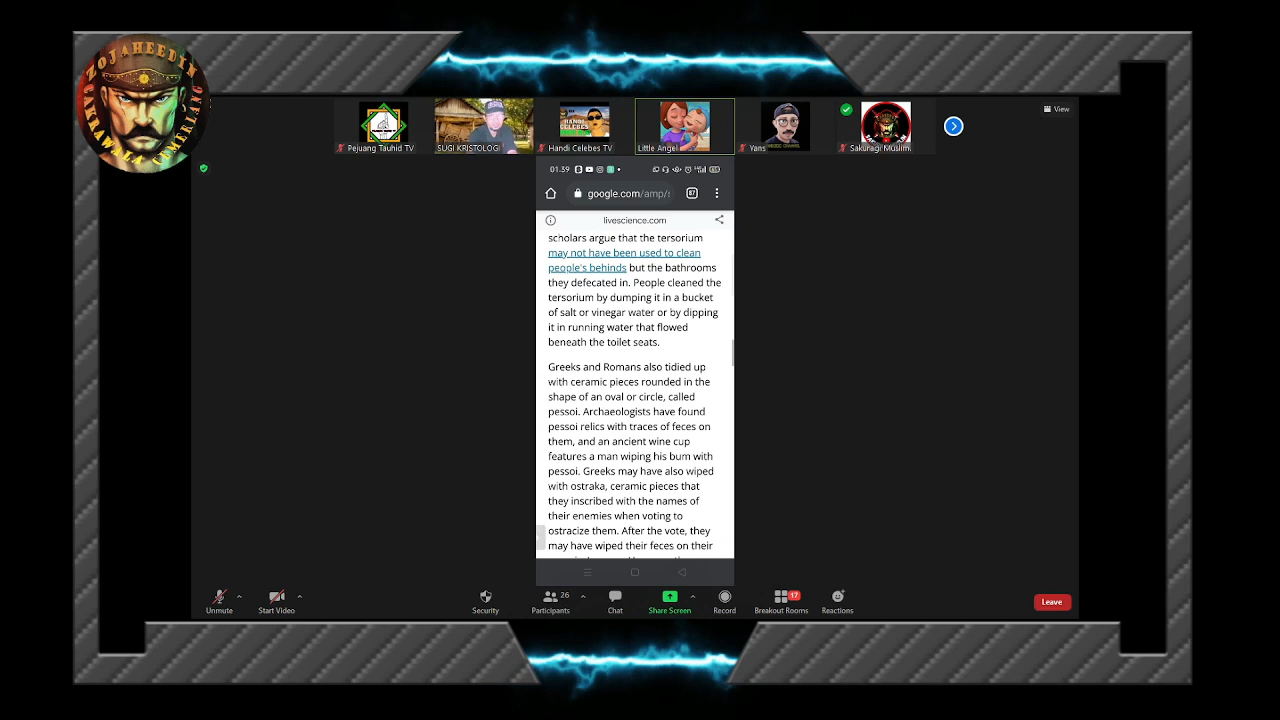 ZOJAHEEDIN
CAKRAWALA CUMERLANG
View
Pejuang Tauhid TV
SUGI KRISTOLOGI
HANDI CELEBES
Handi Celebes TV
Little Angel
Yans
Sakuragi Muslim
01.39
google.com/amp/s
87
livescience.com
scholars argue that the tersorium
may not have been used to clean
people's behinds but the bathrooms
they defecated in. People cleaned the
tersorium by dumping it in a bucket
of salt or vinegar water or by dipping
it in running water that flowed
beneath the toilet seats.
Greeks and Romans also tidied up
with ceramic pieces rounded in the
shape of an oval or circle, called
pessoi. Archaeologists have found
pessoi relics with traces of feces on
them, and an ancient wine cup
features a man wiping his bum with
pessoi. Greeks may have also wiped
with ostraka, ceramic pieces that
they inscribed with the names of
their enemies when voting to
ostracize them. After the vote, they
may have wiped their feces on their
Unmute
Start Video
Security
26
Participants
Chat
Share Screen
Record
17
Breakout Rooms
Reactions
Leave